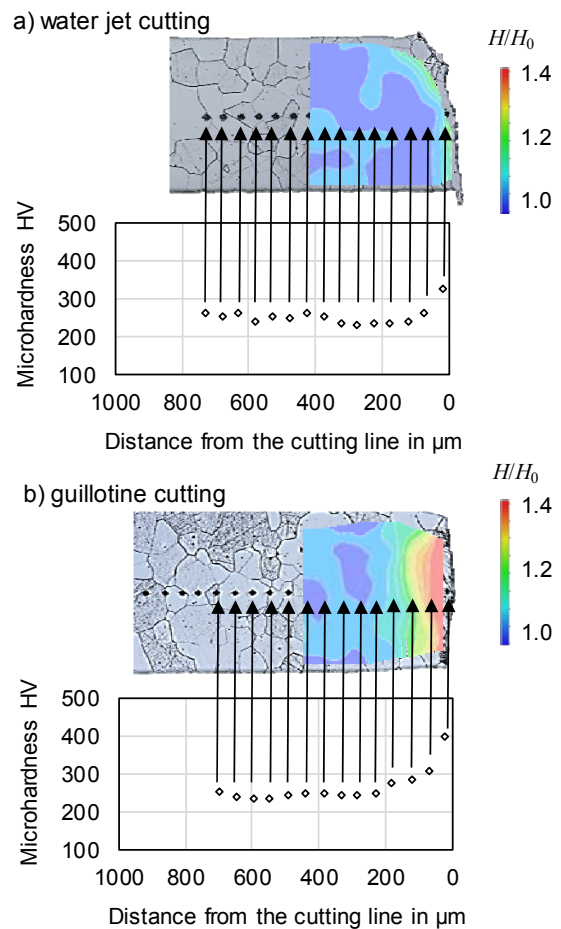 a) water jet cutting
H/H0
1.4
1.2
1.0
Microhardness HV
500
400
300
200
100
1000 800 600 400 200 0
Distance from the cutting line in µm
b) guillotine cutting
H/H0
1.4
1.2
1.0
Microhardness HV
500
400
300
200
100
1000 800 600 400 200 0
Distance from the cutting line in µm